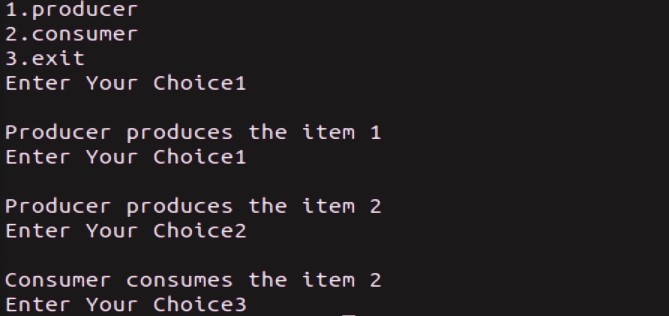 1.producer
2.consumer
3.exit
Enter Your Choice1
Producer produces the item 1
Enter Your Choice1
Producer produces the item 2
Enter Your Choice2
Consumer consumes the item 2
Enter Your Choice3